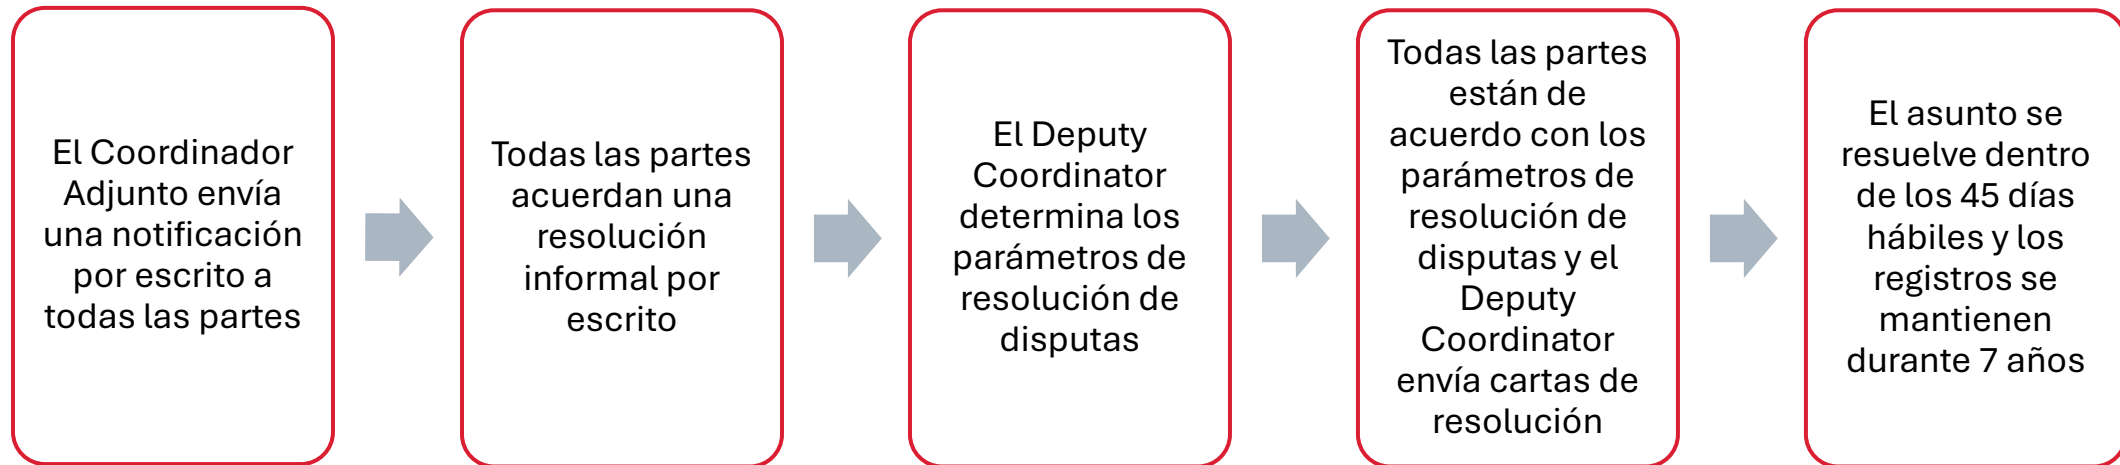 El Coordinador
Adjunto envía
una notificación
por escrito a
todas las partes
Todas las partes
acuerdan una
resolución
informal por
escrito
El Deputy
Coordinator
determina los
parámetros de
resolución de
disputas
Todas las partes
están de
acuerdo con los
parámetros de
resolución de
disputas y el
Deputy
Coordinator
envía cartas de
resolución
El asunto se
resuelve dentro
de los 45 días
hábiles y los
registros se
mantienen
durante 7 años